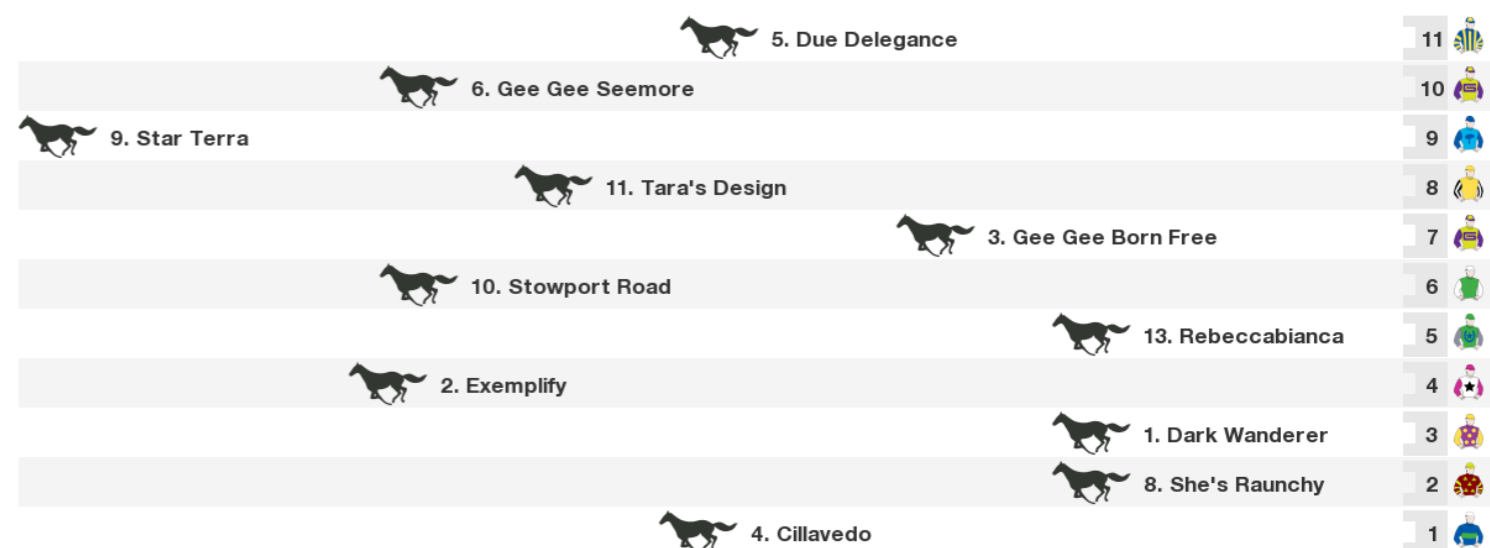 5. Due Delegance 11
6. Gee Gee Seemore 10
9. Star Terra 9
11. Tara's Design 8
3. Gee Gee Born Free 7
10. Stowport Road 6
13. Rebeccabianca 5
2. Exemplify 4
1. Dark Wanderer 3
8. She's Raunchy 2
4. Cillavedo 1